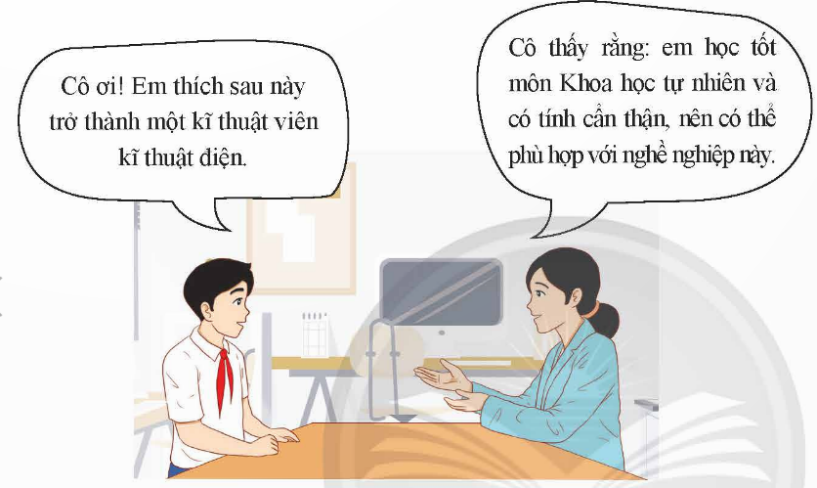 Cô ơi! Em thích sau này
trở thành một kĩ thuật viên
kĩ thuật điện.
Cô thấy rằng: em học tốt
môn Khoa học tự nhiên và
có tính cẩn thận, nên có thể
phù hợp với nghề nghiệp này.